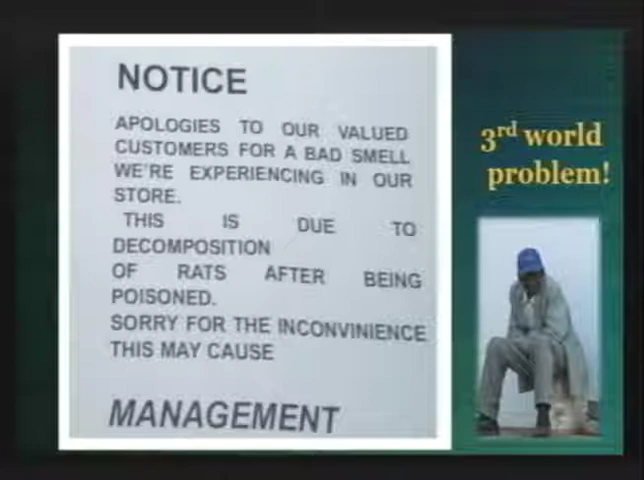 NOTICE
APOLOGIES TO OUR VALUED
CUSTOMERS FOR A BAD SMELL
WE'RE EXPERIENCING IN OUR
STORE.
THIS IS DUE TO
DECOMPOSITION
OF RATS AFTER BEING
POISONED.
SORRY FOR THE INCONVINIENCE
THIS MAY CAUSE
MANAGEMENT
3rd world
problem!